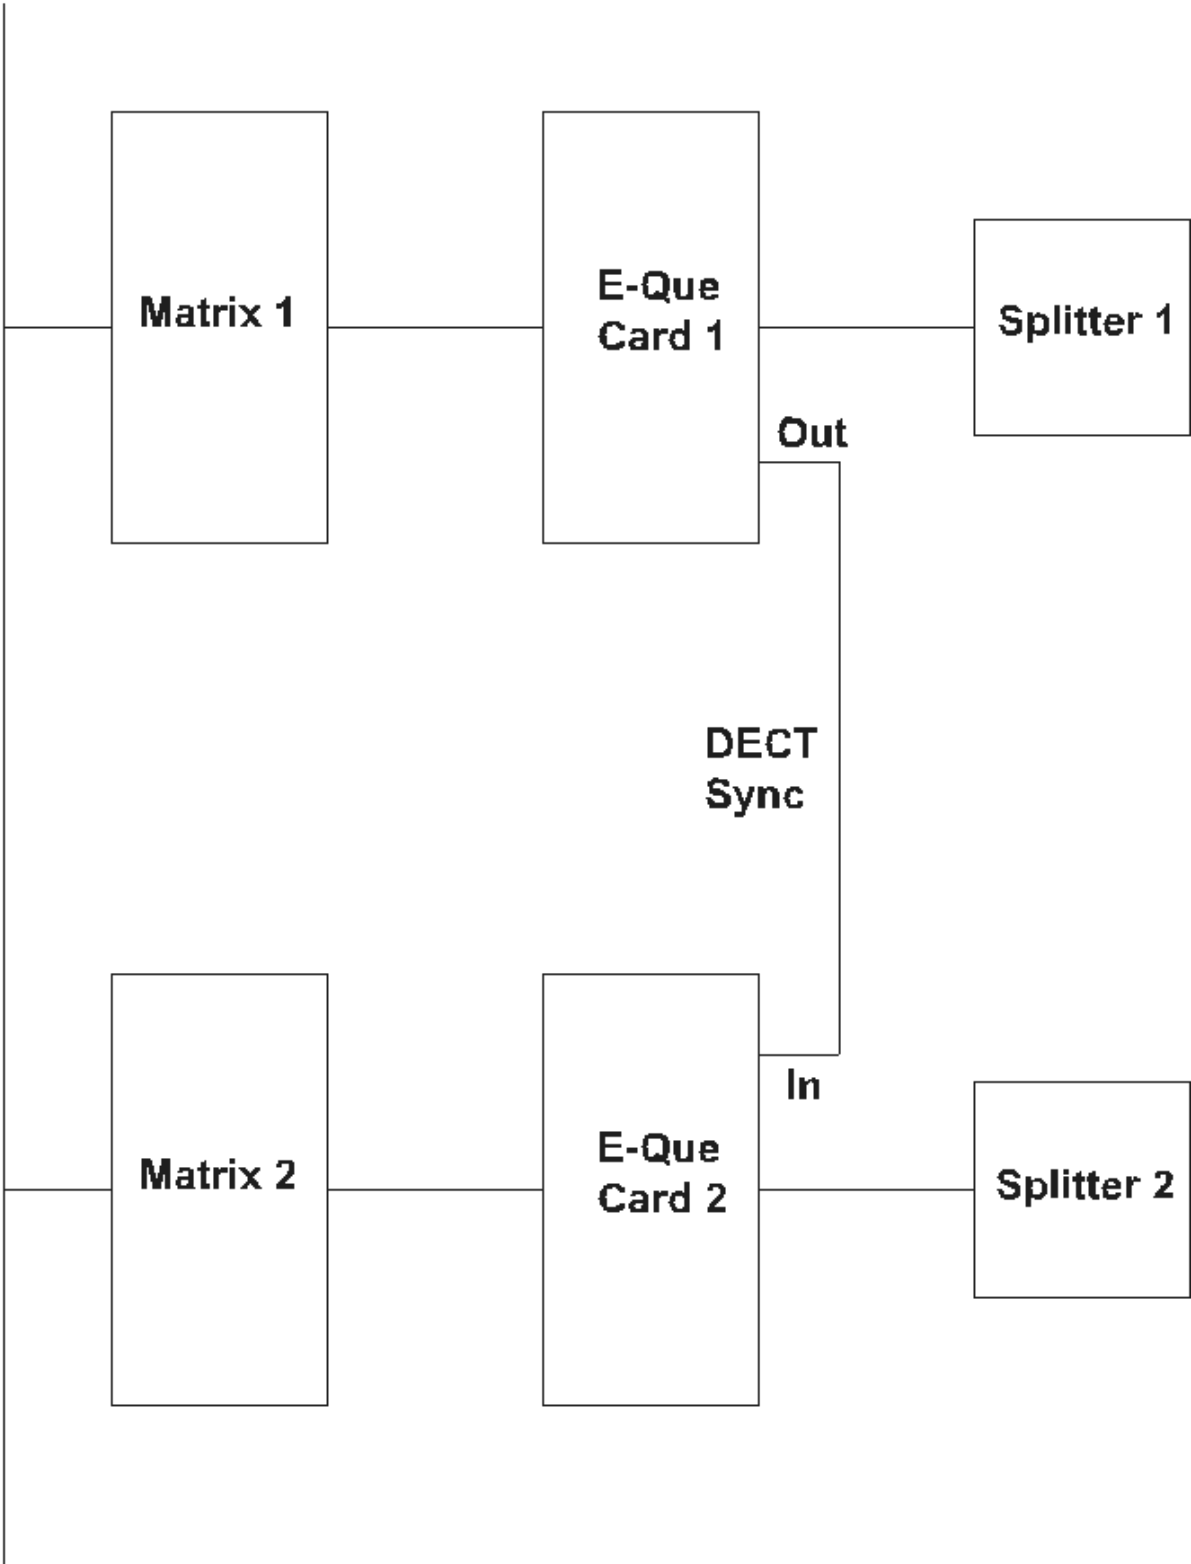 Matrix 1
E-Que
Card 1
Splitter 1
Out
DECT
Sync
In
Matrix 2
E-Que
Card 2
Splitter 2